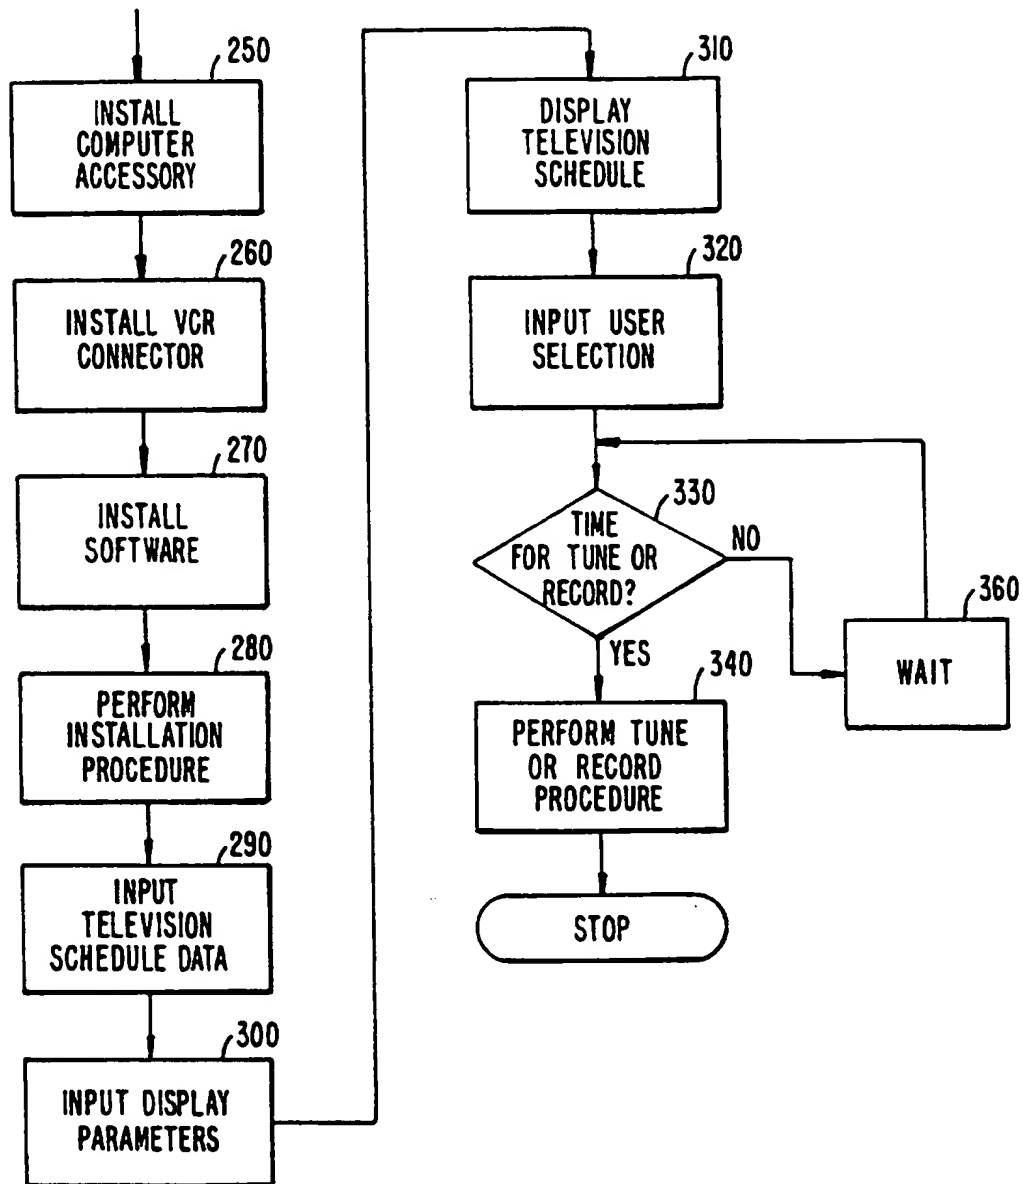 250
INSTALL
COMPUTER
ACCESSORY
260
INSTALL VCR
CONNECTOR
270
INSTALL
SOFTWARE
280
PERFORM
INSTALLATION
PROCEDURE
290
INPUT
TELEVISION
SCHEDULE DATA
300
INPUT DISPLAY
PARAMETERS
310
DISPLAY
TELEVISION
SCHEDULE
320
INPUT USER
SELECTION
330
TIME
FOR TUNE OR
RECORD?
NO
YES
360
WAIT
340
PERFORM TUNE
OR RECORD
PROCEDURE
STOP